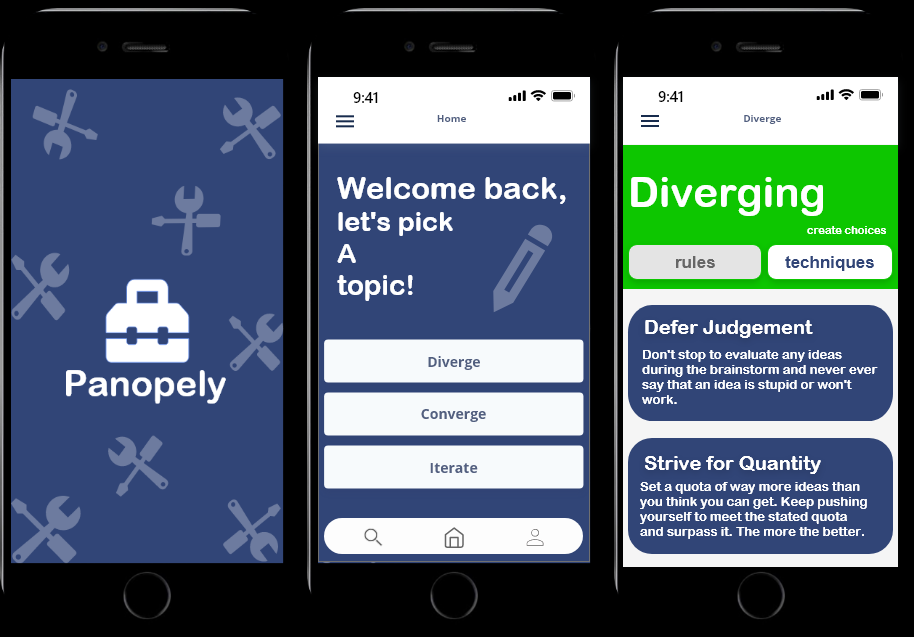 Panopely
9:41
Home
Welcome back,
let's pick
A
topic!
Diverge
Converge
Iterate
9:41
Diverge
Diverging
create choices
rules
techniques
Defer Judgement
Don't stop to evaluate any ideas
during the brainstorm and never ever
say that an idea is stupid or won't
work.
Strive for Quantity
Set a quota of way more ideas than
you think you can get. Keep pushing
yourself to meet the stated quota
and surpass it. The more the better.